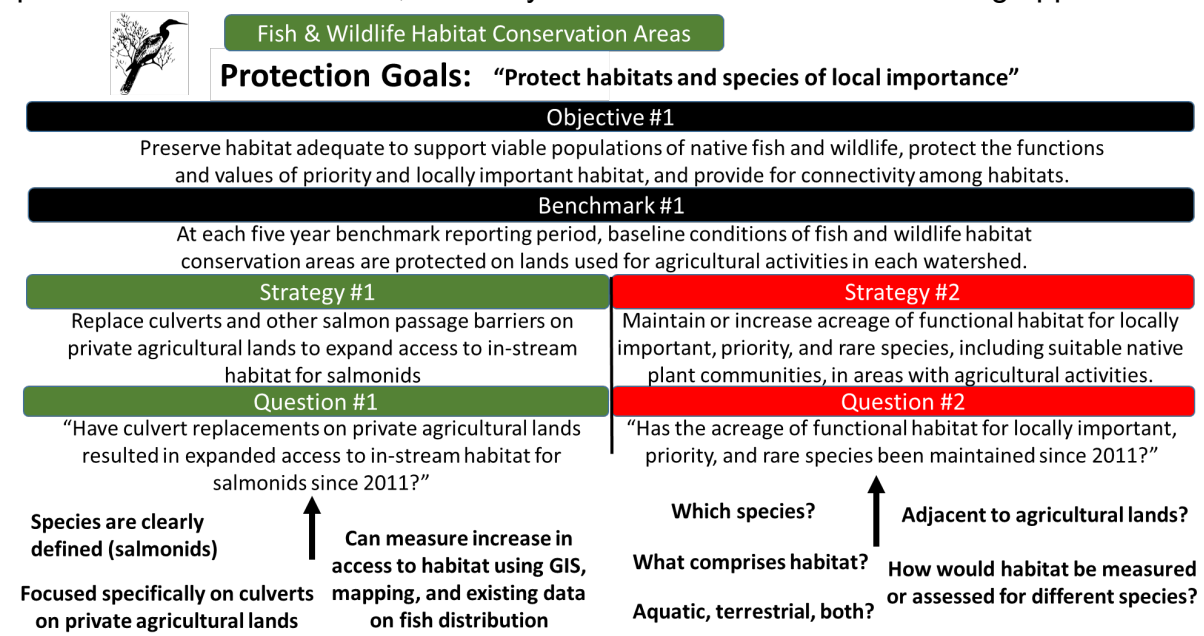 Fish & Wildlife Habitat Conservation Areas
Protection Goals: “Protect habitats and species of local importance”
Objective #1
Preserve habitat adequate to support viable populations of native fish and wildlife, protect the functions
and values of priority and locally important habitat, and provide for connectivity among habitats.
Benchmark #1
At each five year benchmark reporting period, baseline conditions of fish and wildlife habitat
conservation areas are protected on lands used for agricultural activities in each watershed.
Strategy #1
Replace culverts and other salmon passage barriers on
private agricultural lands to expand access to in-stream
habitat for salmonids
Question #1
“Have culvert replacements on private agricultural lands
resulted in expanded access to in-stream habitat for
salmonids since 2011?”
Species are clearly
defined (salmonids)
Focused specifically on culverts
on private agricultural lands
Can measure increase in
access to habitat using GIS,
mapping, and existing data
on fish distribution
Strategy #2
Maintain or increase acreage of functional habitat for locally
important, priority, and rare species, including suitable native
plant communities, in areas with agricultural activities.
Question #2
“Has the acreage of functional habitat for locally important,
priority, and rare species been maintained since 2011?”
Which species?
What comprises habitat?
Aquatic, terrestrial, both?
Adjacent to agricultural lands?
How would habitat be measured
or assessed for different species?